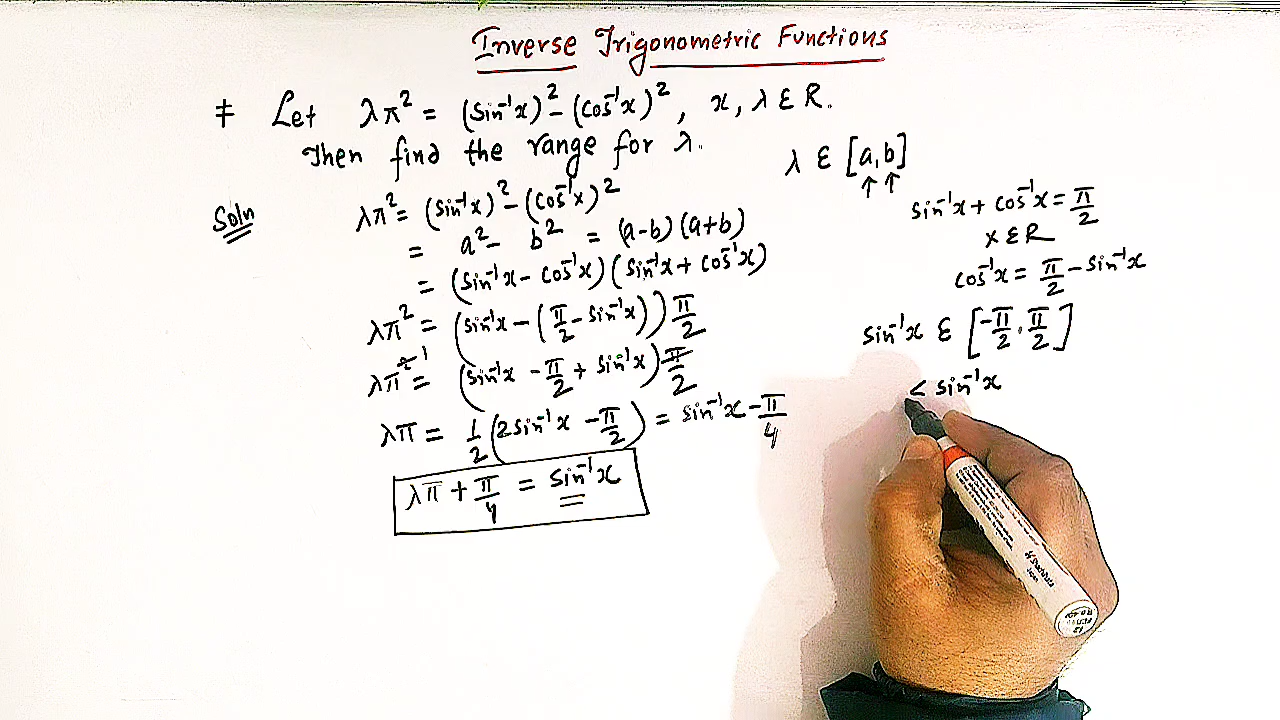 Inverse Trigonometric Functions
# Let λπ² = (Sin⁻¹x)² - (Cos⁻¹x)², x, λ ∈ R.
Then find the range for λ.
λ ∈ [a, b]
↑ ↑
Soln
λπ² = (Sin⁻¹x)² - (Cos⁻¹x)²
= a² - b² = (a-b) (a+b)
= (Sin⁻¹x - Cos⁻¹x) (Sin⁻¹x + Cos⁻¹x)
λπ² = (Sin⁻¹x - (π/2 - Sin⁻¹x)) π/2
λπ² ¹ = (Sin⁻¹x - π/2 + Sin⁻¹x) π/2
λπ = 1/2 (2Sin⁻¹x - π/2) = Sin⁻¹x - π/4
λπ + π/4 = Sin⁻¹x
Sin⁻¹x + Cos⁻¹x = π/2
x ∈ R
Cos⁻¹x = π/2 - Sin⁻¹x
Sin⁻¹x ∈ [-π/2, π/2]
< Sin⁻¹x